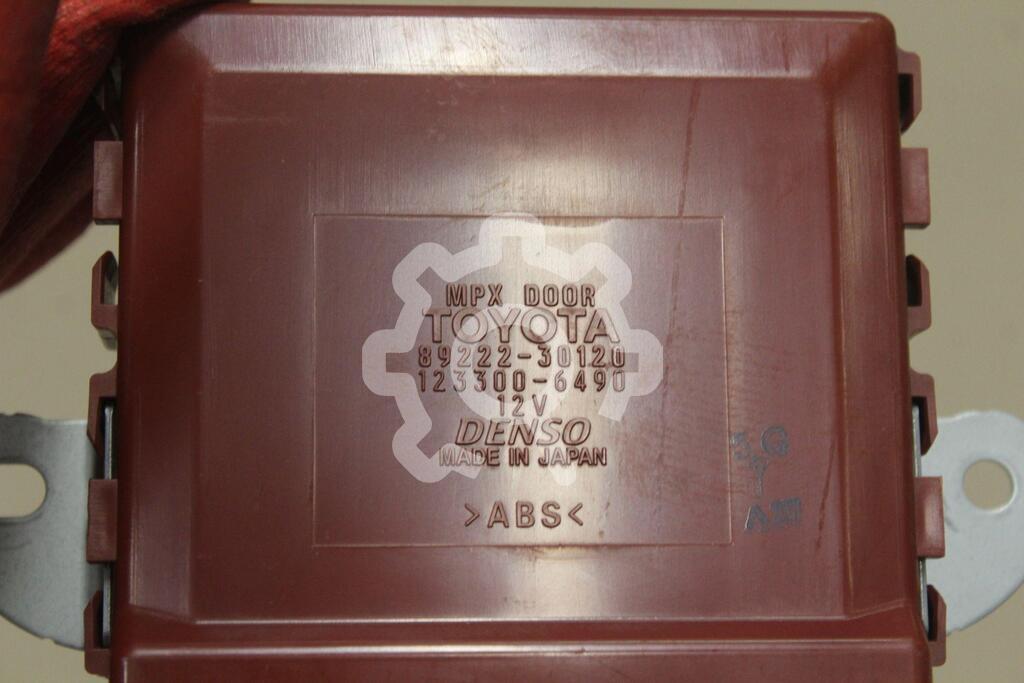 MPX DOOR
TOYOTA
89222-30120
123300-6490
12V
DENSO
MADE IN JAPAN
>ABS<